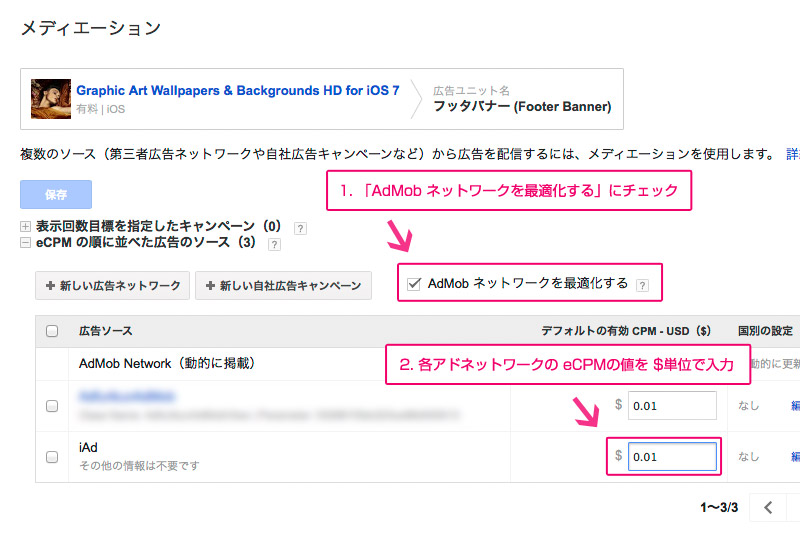 メディエーション
Graphic Art Wallpapers & Backgrounds HD for iOS 7
有料 | iOS
広告ユニット名
フッタバナー (Footer Banner)
複数のソース（第三者広告ネットワークや自社広告キャンペーンなど）から広告を配信するには、メディエーションを使用します。 詳
保存
1. 「AdMob ネットワークを最適化する」にチェック
表示回数目標を指定したキャンペーン（0） ?
eCPM の順に並べた広告のソース（3） ?
+ 新しい広告ネットワーク
+ 新しい自社広告キャンペーン
AdMob ネットワークを最適化する ?
広告ソース
デフォルトの有効 CPM - USD（$）
国別の設定
AdMob Network（動的に掲載）
動的に更新
2. 各アドネットワークの eCPMの値を $単位で入力
$ 0.01
なし
編
iAd
その他の情報は不要です
$ 0.01
なし
編
1〜3/3